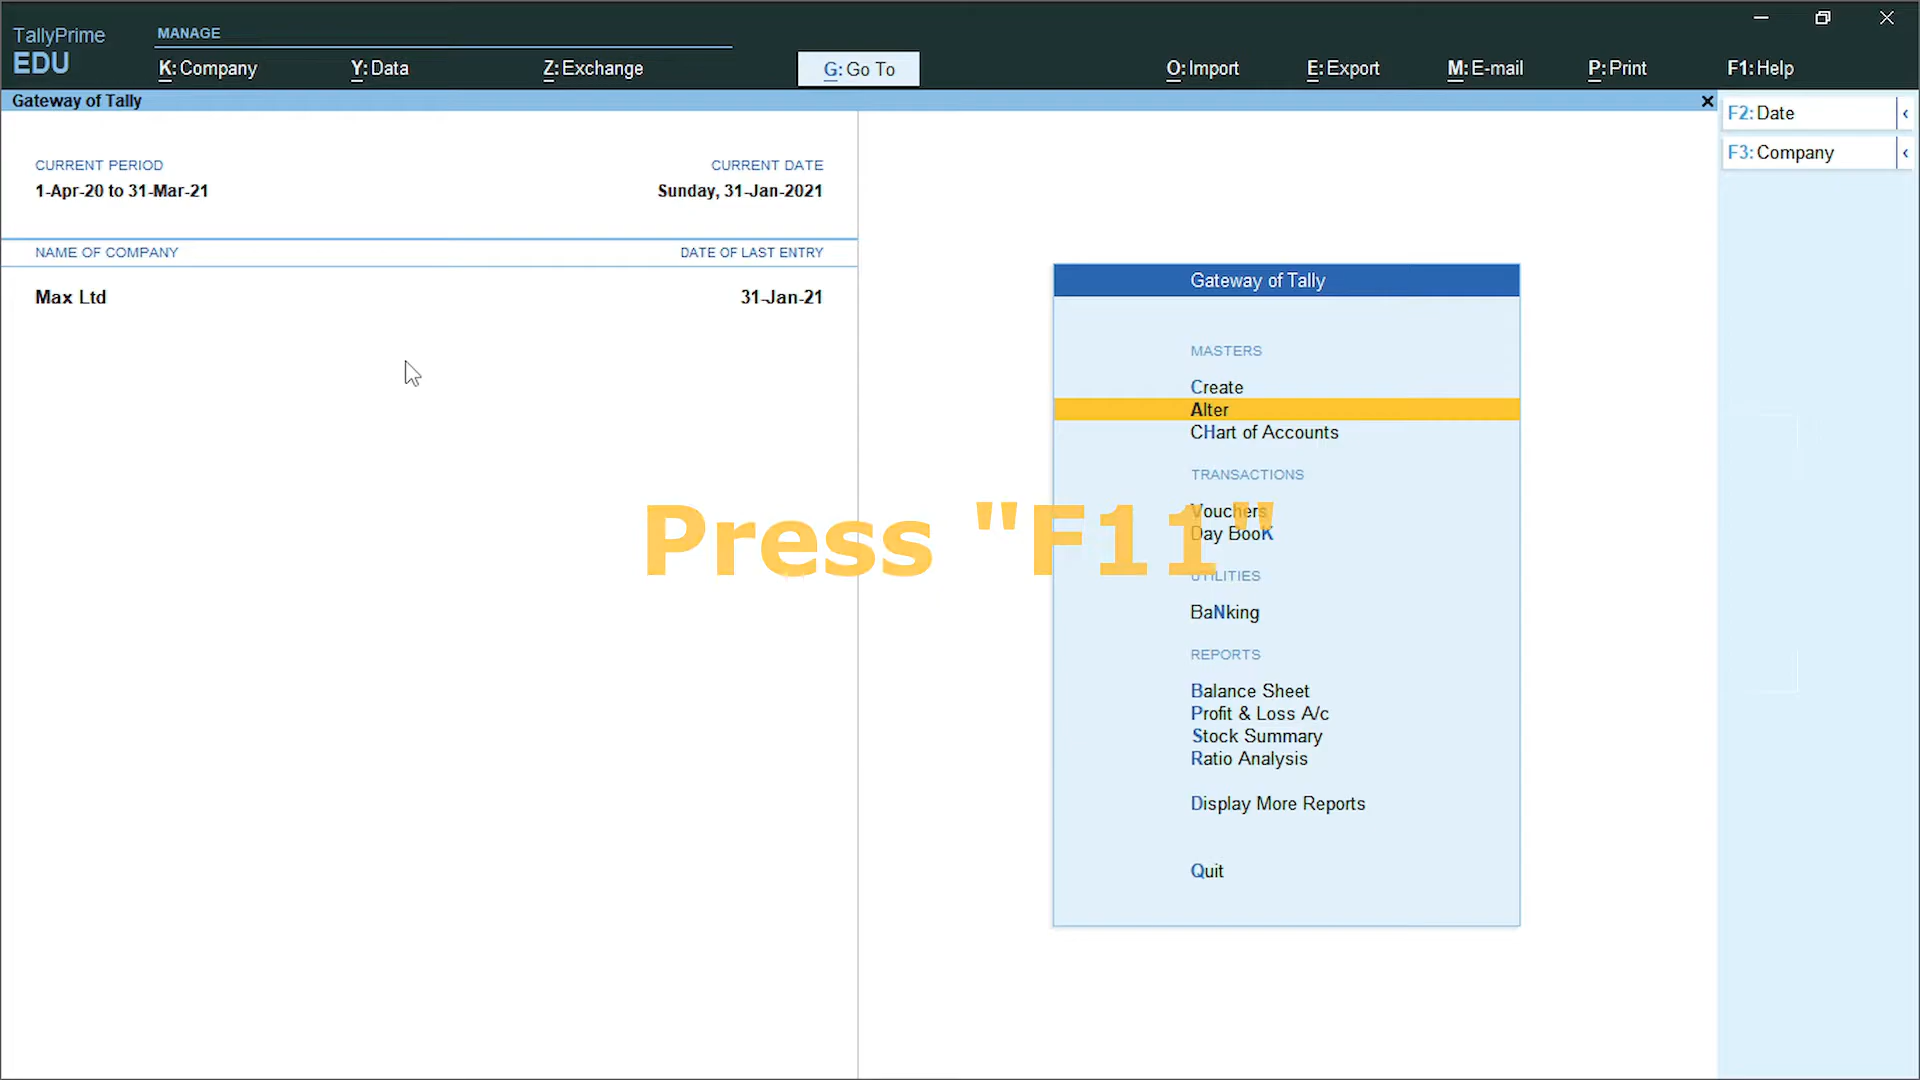 TallyPrime
EDU
MANAGE
K: Company
Y: Data
Z: Exchange
G: Go To
O: Import
E: Export
M: E-mail
P: Print
F1: Help
Gateway of Tally
F2: Date
F3: Company
CURRENT PERIOD
CURRENT DATE
1-Apr-20 to 31-Mar-21
Sunday, 31-Jan-2021
NAME OF COMPANY
DATE OF LAST ENTRY
Max Ltd
31-Jan-21
Gateway of Tally
MASTERS
Create
Alter
CHart of Accounts
TRANSACTIONS
Vouchers
Day BooK
Press "F11"
UTILITIES
BaNking
REPORTS
Balance Sheet
Profit & Loss A/c
Stock Summary
Ratio Analysis
Display More Reports
Quit